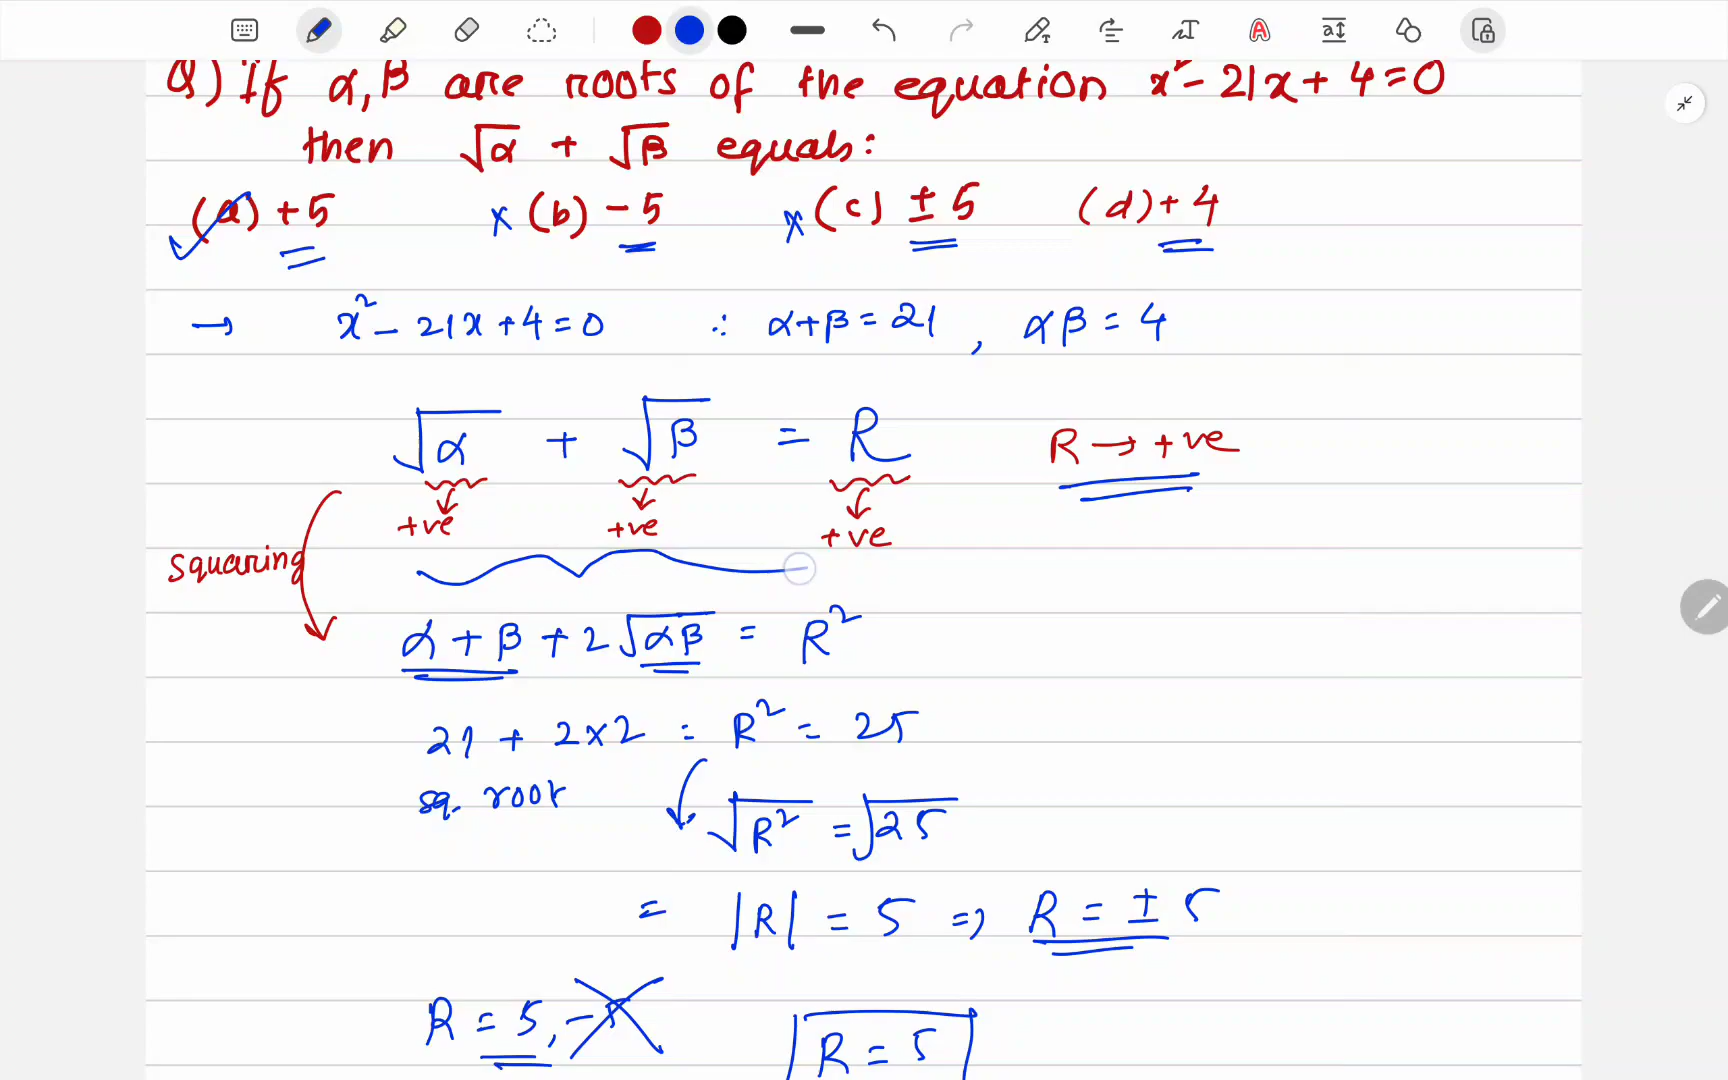 Q) If α, β are roots of the equation x² - 21x + 4 = 0
then √α + √β equals:
(a) +5 × (b) -5 × (c) ± 5 (d) +4
→ x² - 21x + 4 = 0 ∴ α+β = 21 , αβ = 4
√α + √β = R R → +ve
+ve +ve +ve
squaring
α + β + 2√αβ = R²
21 + 2×2 = R² = 25
sq. root √R² = √25
= |R| = 5 ⇒ R = ± 5
R = 5, -5 R = 5